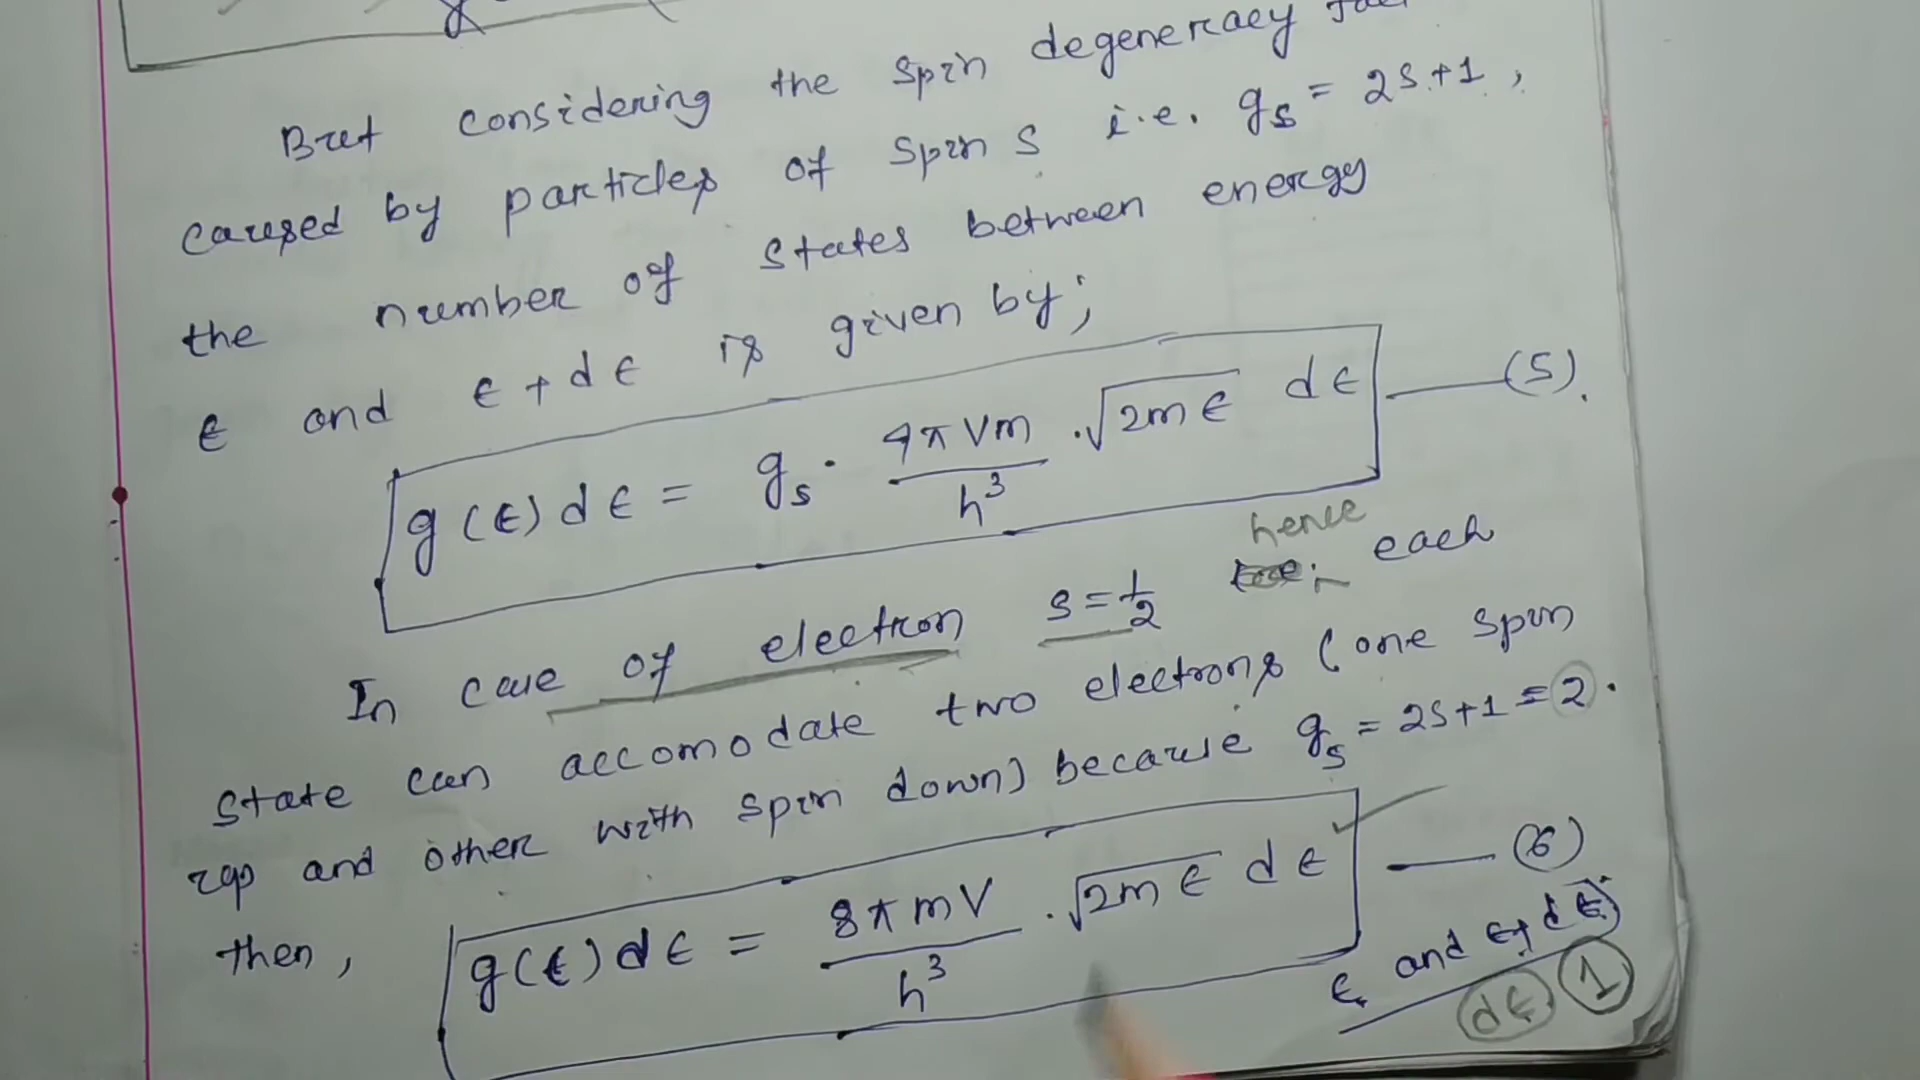 But considering the spin degeneracy
caused by particles of spin s i.e. gₛ = 2s+1,
the number of states between energy
ϵ and ϵ+dϵ is given by;
g(ϵ)dϵ = gₛ · 4πVm/h³ · √2mϵ dϵ —— (5).
hence
In case of electron s = 1/2 each
state can accomodate two electrons (one spin
up and other with spin down) because gₛ = 2s+1 = 2.
then, g(ϵ)dϵ = 8πmV/h³ · √2mϵ dϵ —— (6)
ϵ and ϵ+dϵ
dϵ 1